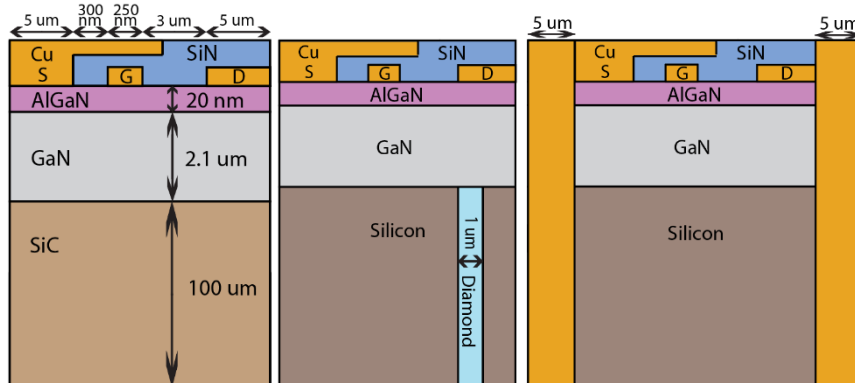 5 um
300
nm
250
nm
3 um
5 um
Cu
SiN
S
G
D
AlGaN
20 nm
GaN
2.1 um
SiC
100 um
Cu
SiN
S
G
D
AlGaN
GaN
Silicon
1 um
Diamond
5 um
5 um
Cu
SiN
S
G
D
AlGaN
GaN
Silicon